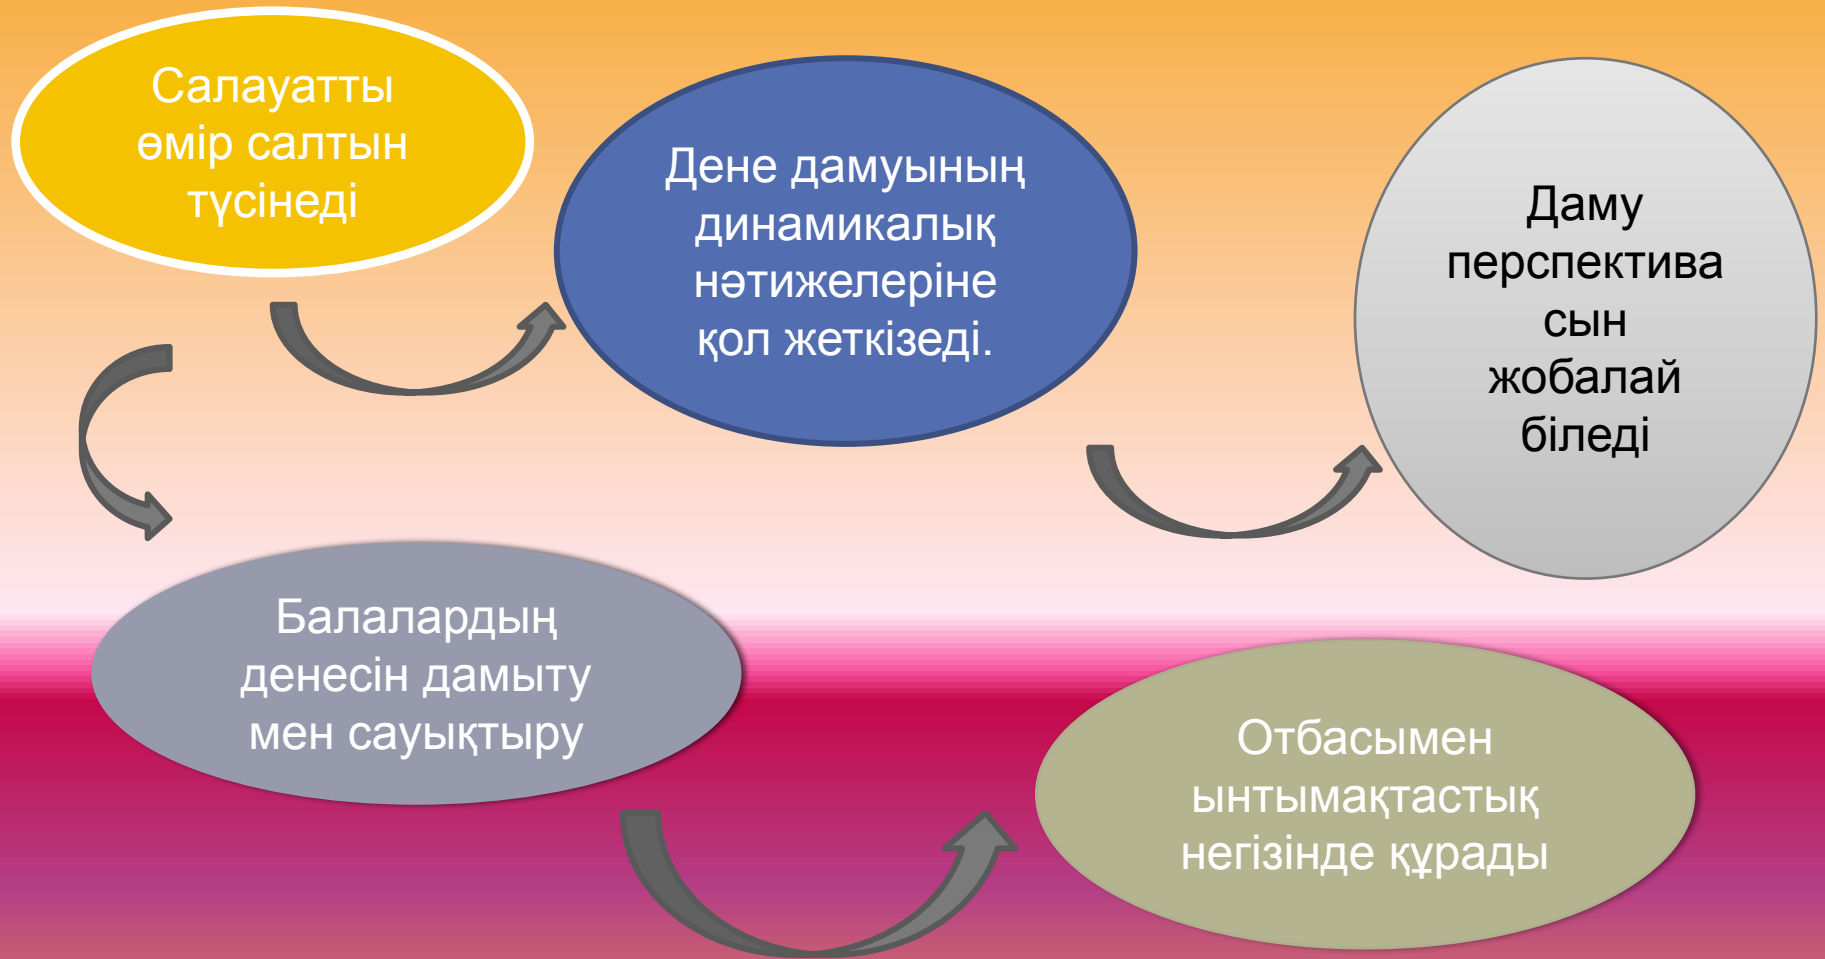 Салауатты
өмір салтын
түсінеді
Дене дамуының
динамикалық
нәтижелеріне
қол жеткізеді.
Даму
перспектива
сын
жобалай
біледі
Балалардың
денесін дамыту
мен сауықтыру
Отбасымен
ынтымақтастық
негізінде құрады